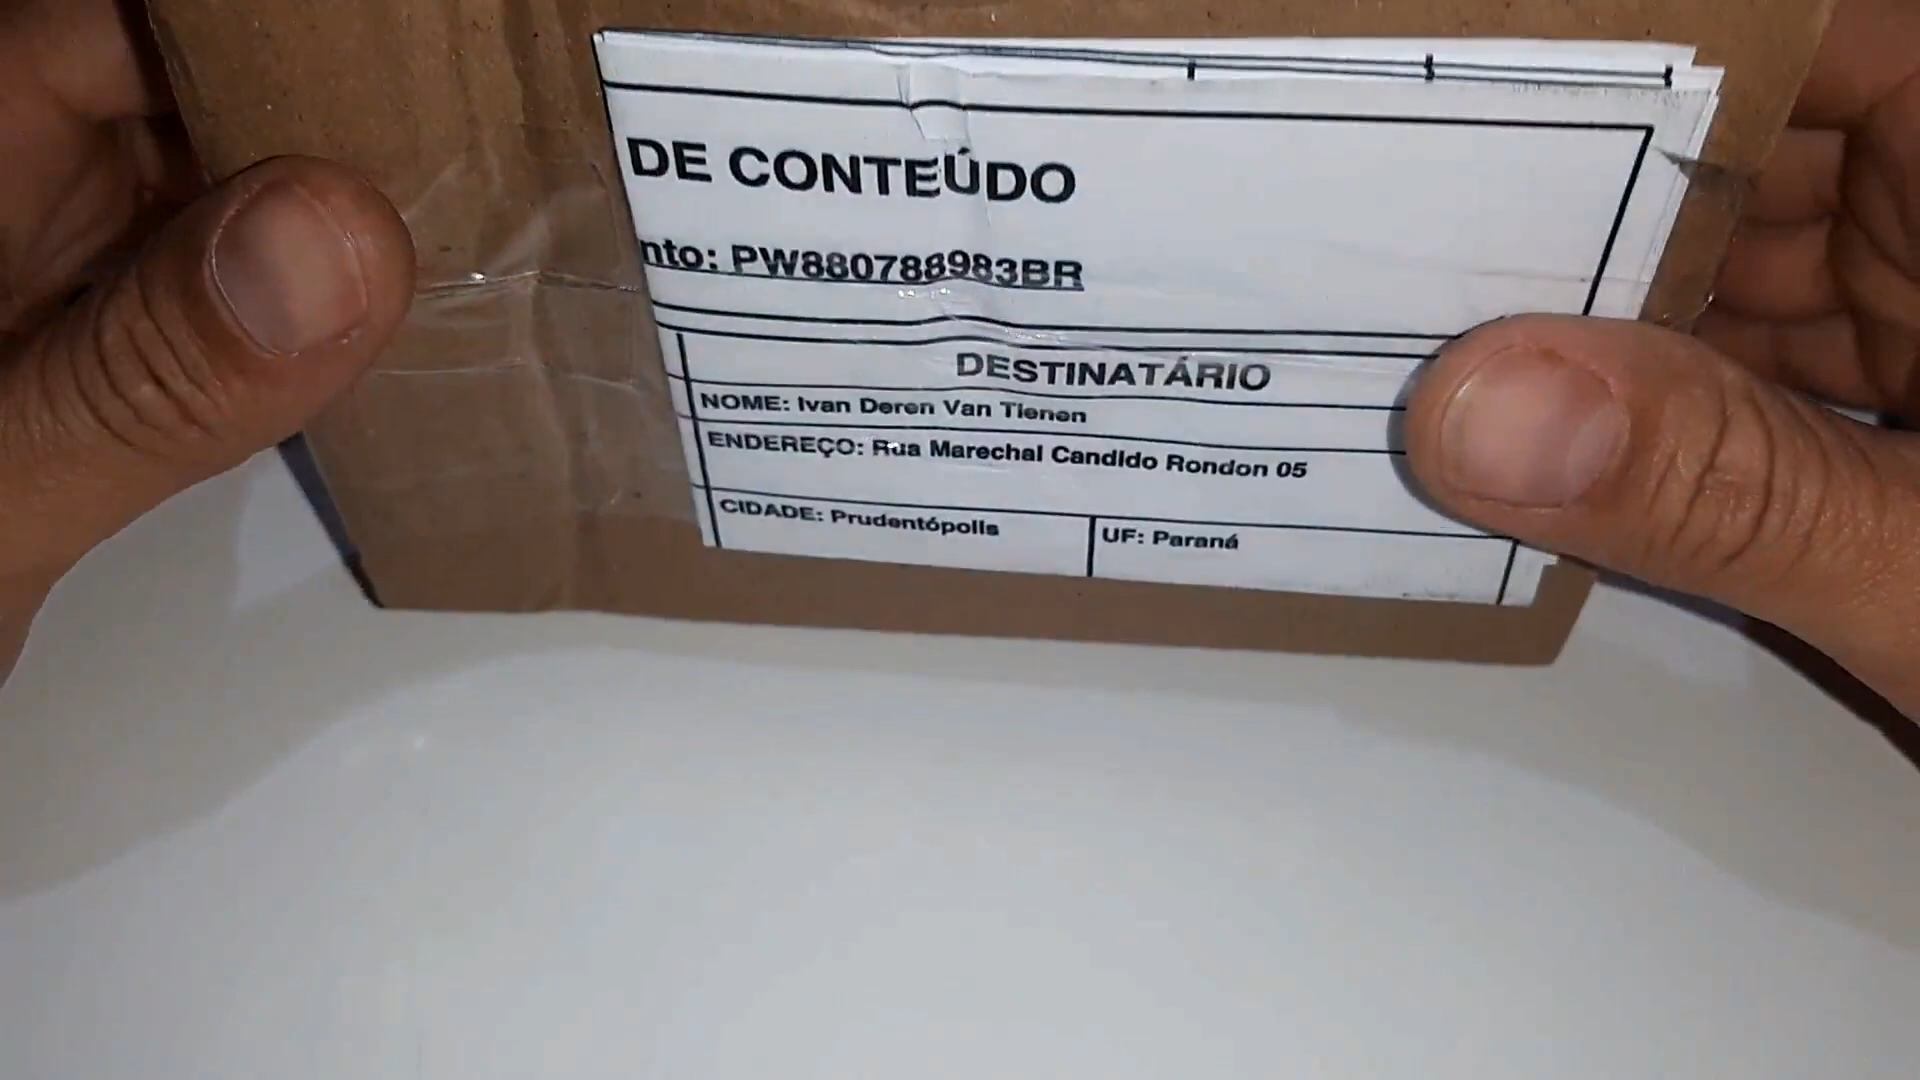 DE CONTEÚDO
nto: PW880788983BR
DESTINATÁRIO
NOME: Ivan Deren Van Tienen
ENDEREÇO: Rua Marechal Candido Rondon 05
CIDADE: Prudentópolis
UF: Paraná